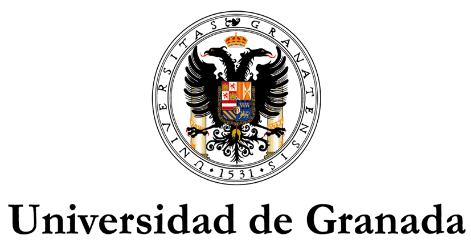 UNIVERSITAS GRANATENSIS
· 1531 ·
Universidad de Granada